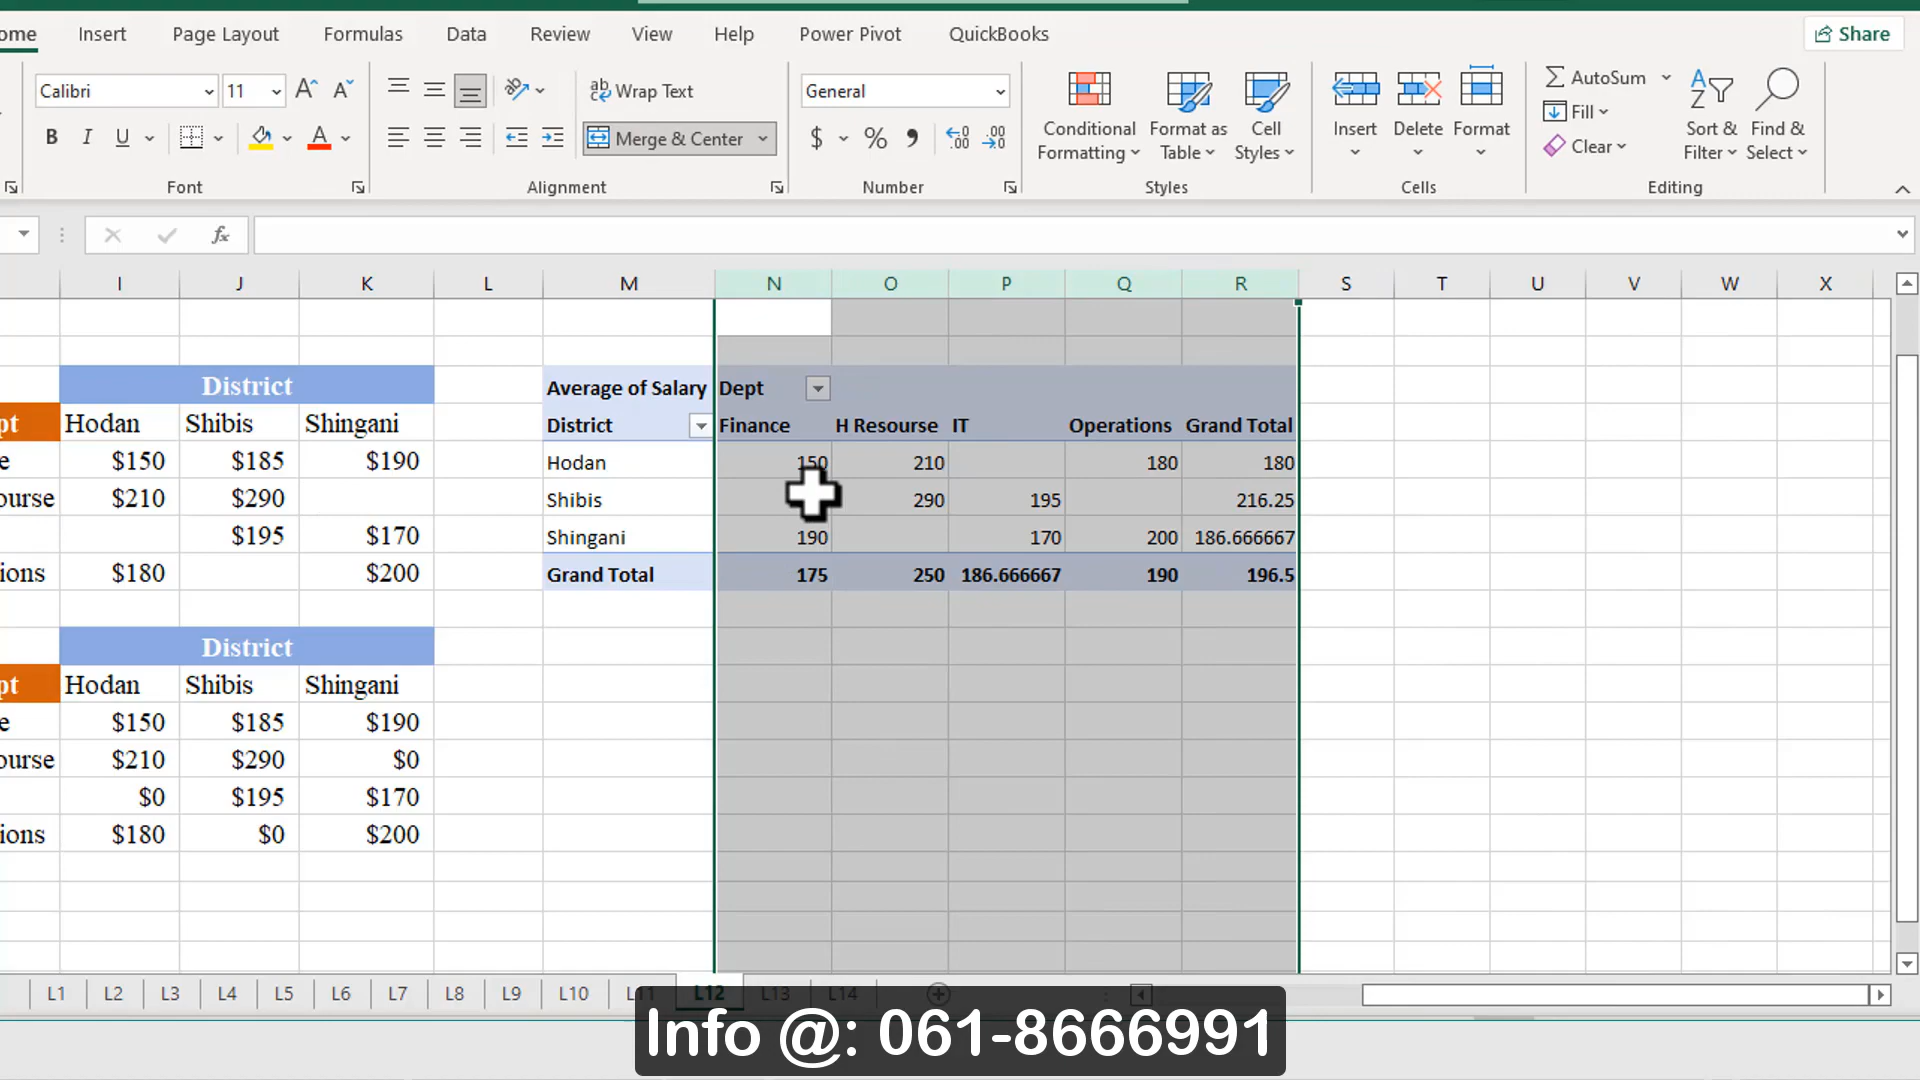 ome Insert Page Layout Formulas Data Review View Help Power Pivot QuickBooks Share
Calibri 11 A A Wrap Text General AutoSum
B I U A Merge & Center $ % Fill
Conditional Formatting Format as Table Cell Styles Insert Delete Format Clear Sort & Filter Find & Select
Font Alignment Number Styles Cells Editing
fx
I J K L M N O P Q R S T U V W X
District Average of Salary Dept
pt Hodan Shibis Shingani District Finance H Resourse IT Operations Grand Total
e $150 $185 $190 Hodan 150 210 180 180
ourse $210 $290 Shibis 290 195 216.25
$195 $170 Shingani 190 170 200 186.666667
ions $180 $200 Grand Total 175 250 186.666667 190 196.5
District
pt Hodan Shibis Shingani
e $150 $185 $190
ourse $210 $290 $0
$0 $195 $170
ions $180 $0 $200
L1 L2 L3 L4 L5 L6 L7 L8 L9 L10 L11 L12 L13 L14
Info @: 061-8666991